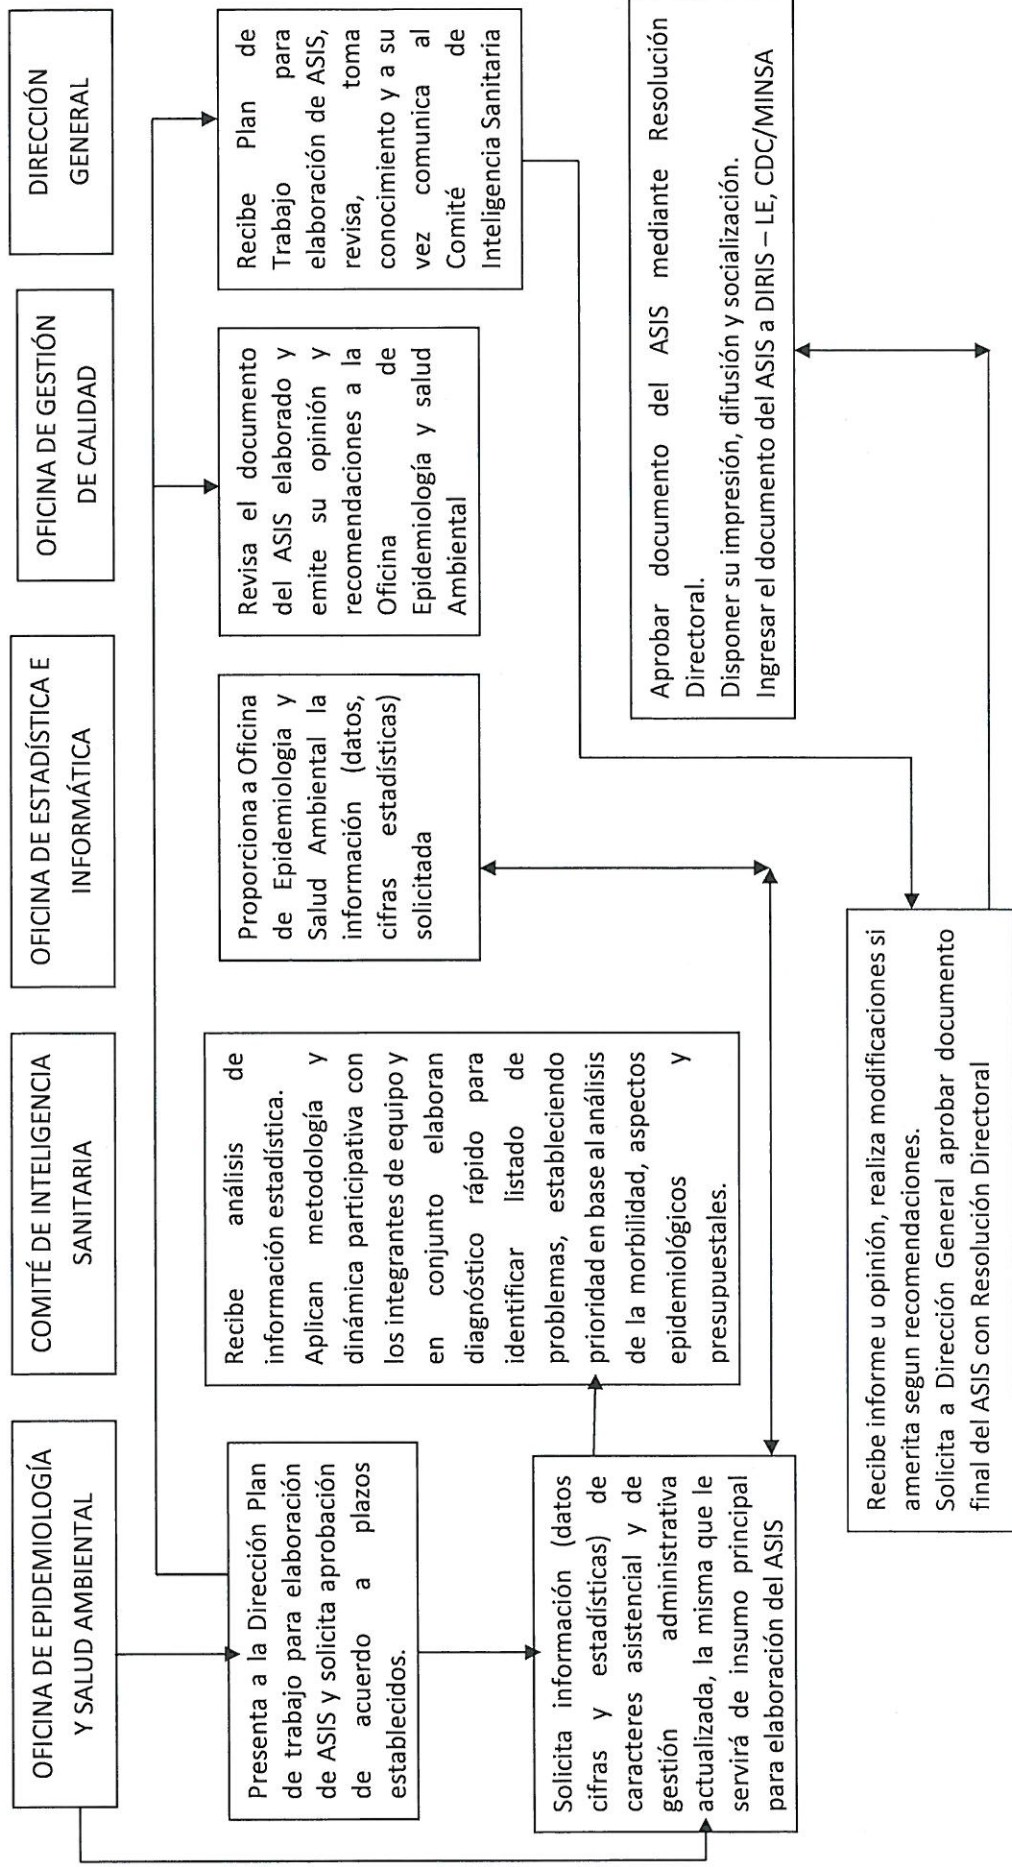 OFICINA DE EPIDEMIOLOGÍA
Y SALUD AMBIENTAL
COMITÉ DE INTELIGENCIA
SANITARIA
OFICINA DE ESTADÍSTICA E
INFORMÁTICA
OFICINA DE GESTIÓN
DE CALIDAD
DIRECCIÓN
GENERAL
Presenta a la Dirección Plan
de trabajo para elaboración
de ASIS y solicita aprobación
de acuerdo a plazos
establecidos.
Recibe análisis de
información estadística.
Aplican metodología y
dinámica participativa con
los integrantes de equipo y
en conjunto elaboran
diagnóstico rápido para
identificar listado de
problemas, estableciendo
prioridad en base al análisis
de la morbilidad, aspectos
epidemiológicos y
presupuestales.
Proporciona a Oficina
de Epidemiologia y
Salud Ambiental la
información (datos,
cifras estadísticas)
solicitada
Revisa el documento
del ASIS elaborado y
emite su opinión y
recomendaciones a la
Oficina de
Epidemiología y salud
Ambiental
Recibe Plan de
Trabajo para
elaboración de ASIS,
revisa, toma
conocimiento y a su
vez comunica al
Comité de
Inteligencia Sanitaria
Solicita información (datos
cifras y estadísticas) de
caracteres asistencial y de
gestión administrativa
actualizada, la misma que le
servirá de insumo principal
para elaboración del ASIS
Aprobar documento del ASIS mediante Resolución
Directoral.
Disponer su impresión, difusión y socialización.
Ingresar el documento del ASIS a DIRIS – LE, CDC/MINSA
Recibe informe u opinión, realiza modificaciones si
amerita segun recomendaciones.
Solicita a Dirección General aprobar documento
final del ASIS con Resolución Directoral